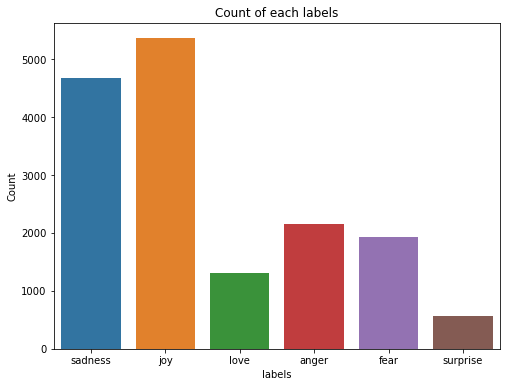 Count of each labels
Count
5000
4000
3000
2000
1000
0
sadness joy love anger fear surprise
labels